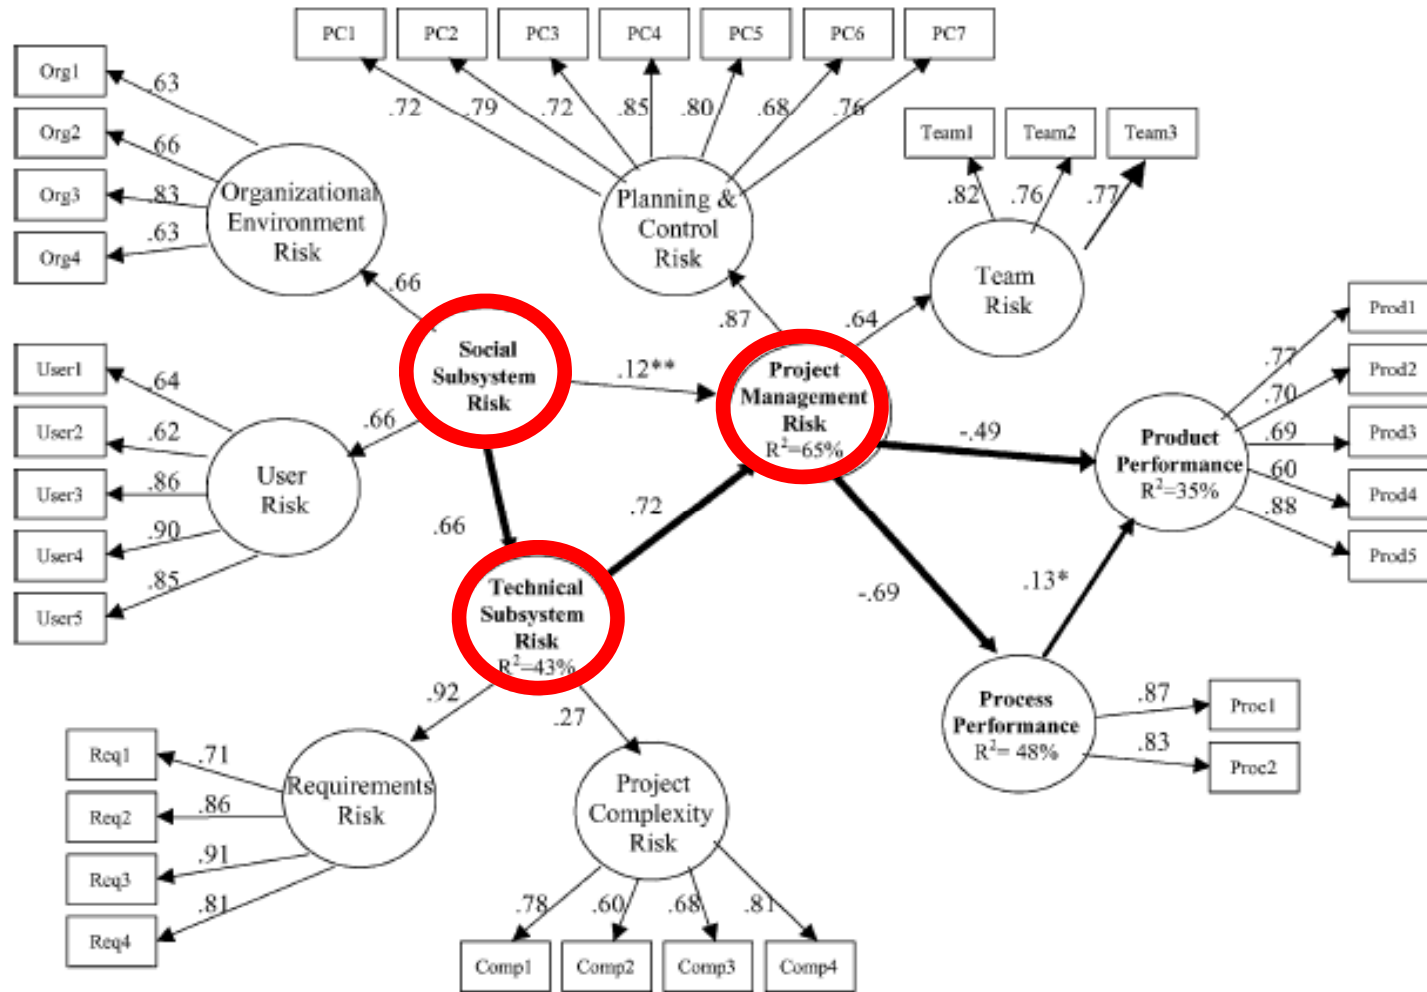 PC1
PC2
PC3
PC4
PC5
PC6
PC7
.72
.79
.72
.85
.80
.68
.76
Org1
Org2
Org3
Org4
.63
.66
.83
.63
Organizational
Environment
Risk
Planning &
Control
Risk
Team1
Team2
Team3
.82
.76
.77
Team
Risk
.66
.87
.64
Social
Subsystem
Risk
.12**
Project
Management
Risk
R²=65%
User1
User2
User3
User4
User5
.64
.62
.86
.90
.85
User
Risk
.66
.66
.72
-.49
-.69
.13*
Product
Performance
R²=35%
.77
.70
.69
.60
.88
Prod1
Prod2
Prod3
Prod4
Prod5
Technical
Subsystem
Risk
R²=43%
.92
.27
Process
Performance
R²= 48%
.87
.83
Proc1
Proc2
Req1
Req2
Req3
Req4
.71
.86
.91
.81
Requirements
Risk
Project
Complexity
Risk
.78
.60
.68
.81
Comp1
Comp2
Comp3
Comp4